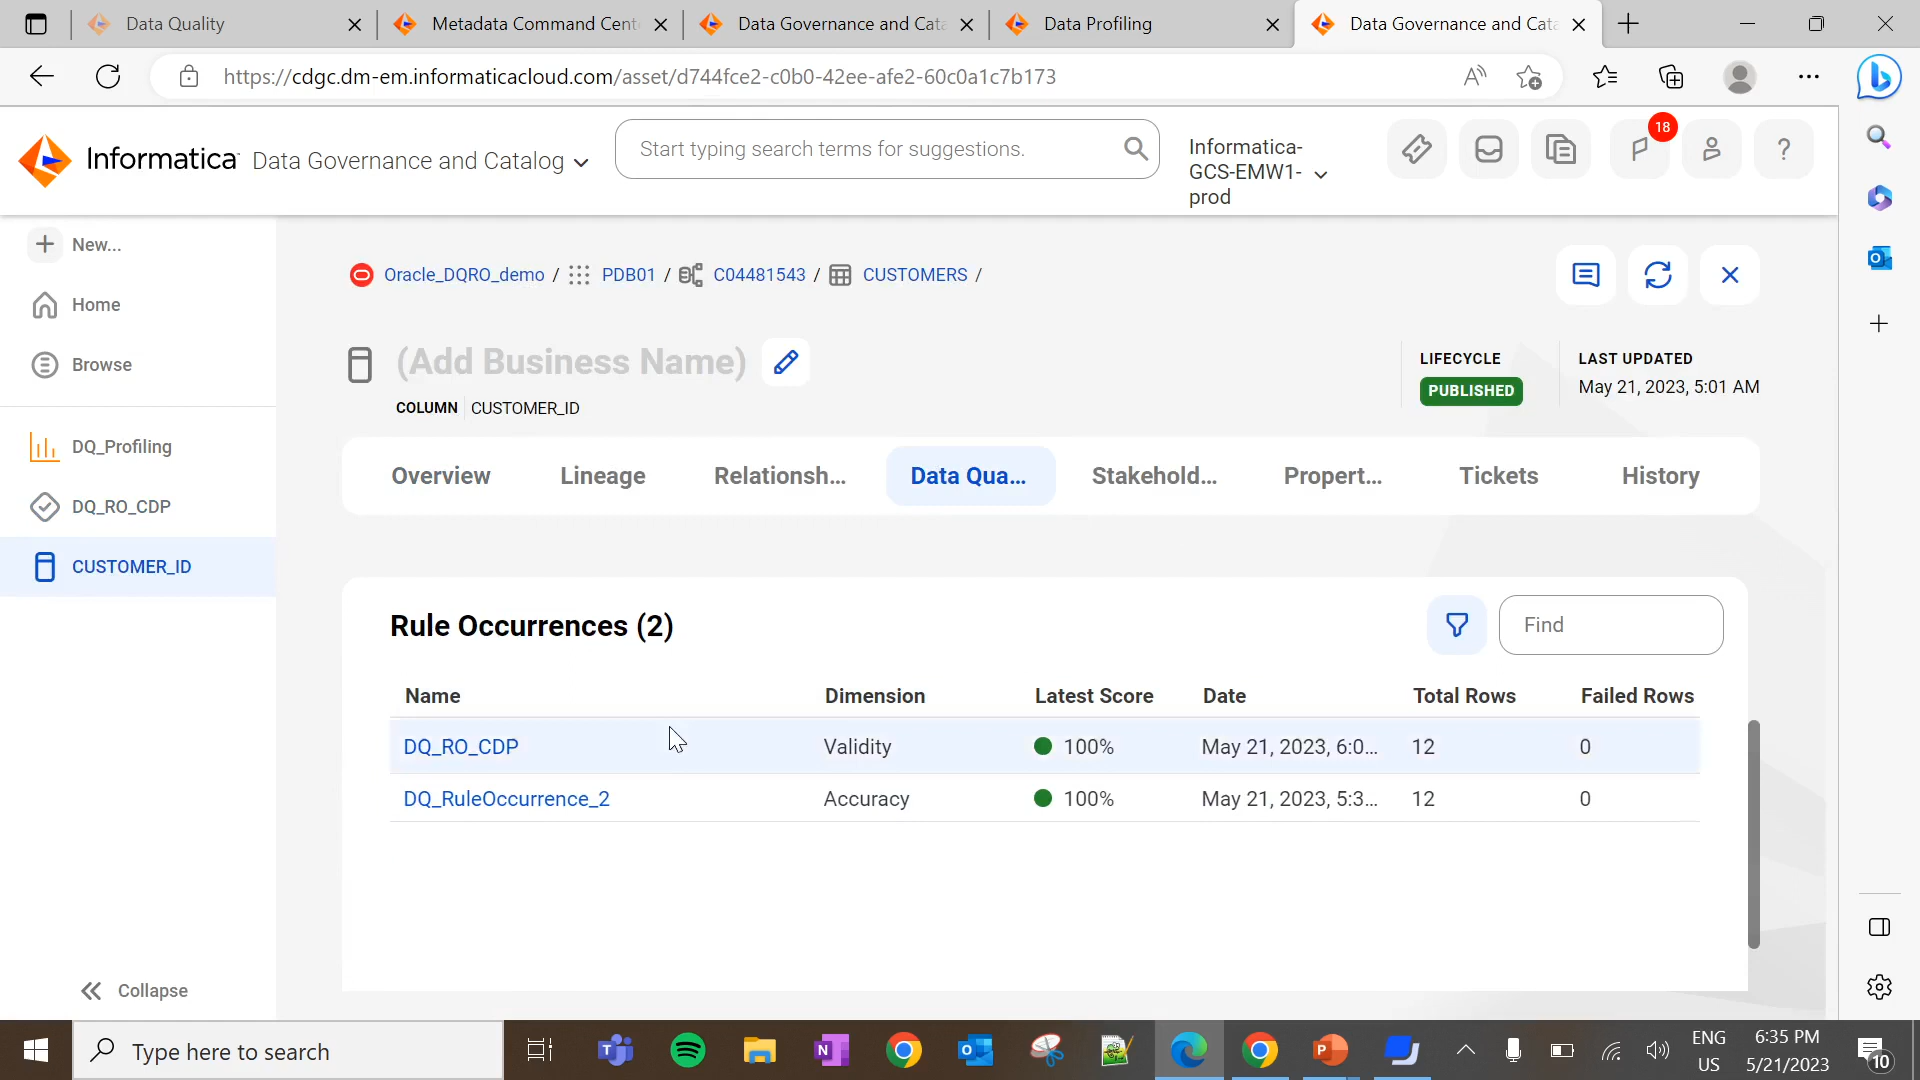 Data Quality
Metadata Command Cent
Data Governance and Cata
Data Profiling
Data Governance and Cata
https://cdgc.dm-em.informaticacloud.com/asset/d744fce2-c0b0-42ee-afe2-60c0a1c7b173
Informatica Data Governance and Catalog
Start typing search terms for suggestions.
Informatica-
GCS-EMW1-
prod
18
?
New...
Home
Browse
DQ_Profiling
DQ_RO_CDP
CUSTOMER_ID
Collapse
Oracle_DQRO_demo / PDB01 / C04481543 / CUSTOMERS /
(Add Business Name)
COLUMN CUSTOMER_ID
LIFECYCLE
PUBLISHED
LAST UPDATED
May 21, 2023, 5:01 AM
Overview Lineage Relationsh... Data Qua... Stakehold... Propert... Tickets History
Rule Occurrences (2)
Find
Name Dimension Latest Score Date Total Rows Failed Rows
DQ_RO_CDP Validity 100% May 21, 2023, 6:0... 12 0
DQ_RuleOccurrence_2 Accuracy 100% May 21, 2023, 5:3... 12 0
Type here to search
ENG
US
6:35 PM
5/21/2023
10